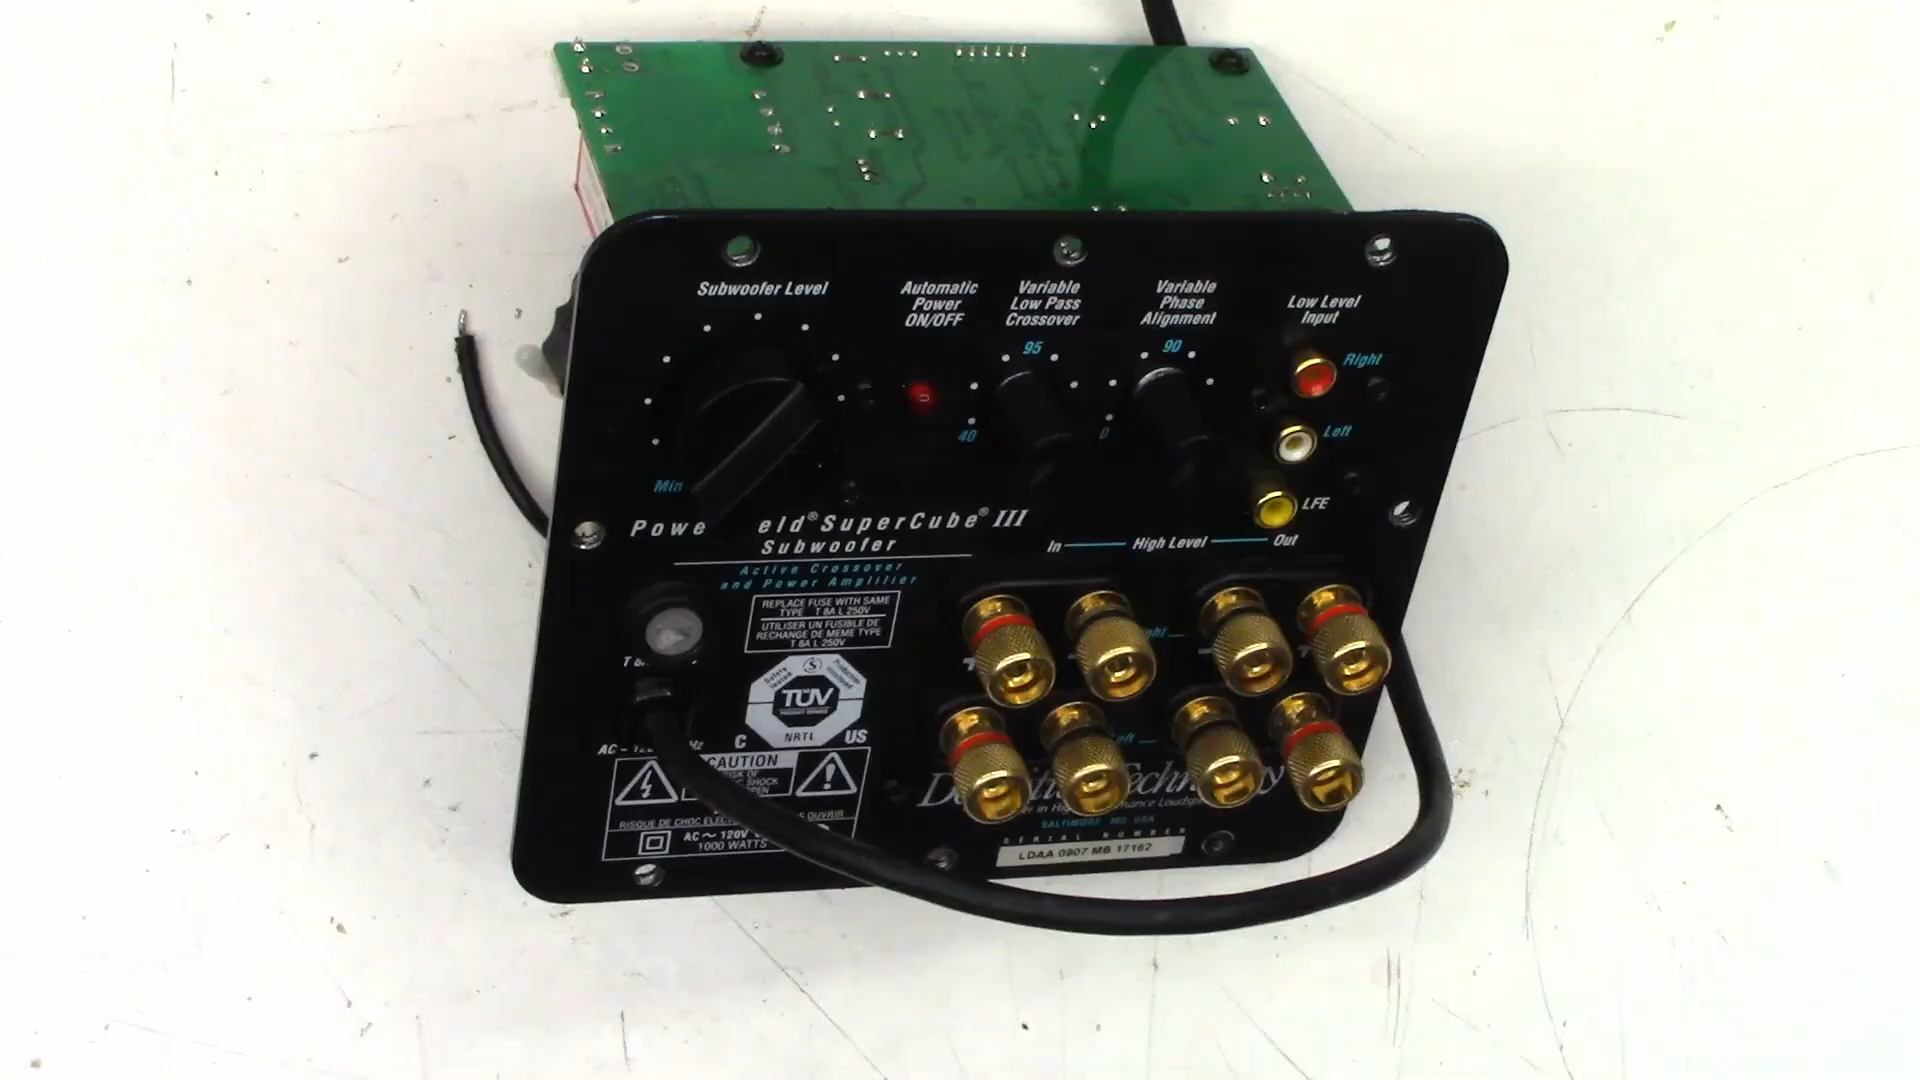 Subwoofer Level
Automatic
Power
ON/OFF
Variable
Low Pass
Crossover
Variable
Phase
Alignment
Low Level
Input
95
90
Right
40
0
Left
Min
LFE
Powe eld® SuperCube® III
Subwoofer
In High Level Out
Active Crossover
and Power Amplifier
REPLACE FUSE WITH SAME
TYPE T 8A L 250V
UTILISER UN FUSIBLE DE
RECHANGE DE MEME TYPE
T 8A L 250V
TÜV
NRTL
C US
CAUTION
RISQUE DE CHOC
OUVRIR
AC ~ 120V
1000 WATTS
BALTIMORE, MD, USA
SERIAL NUMBER
LDAA 0907 MB 17162